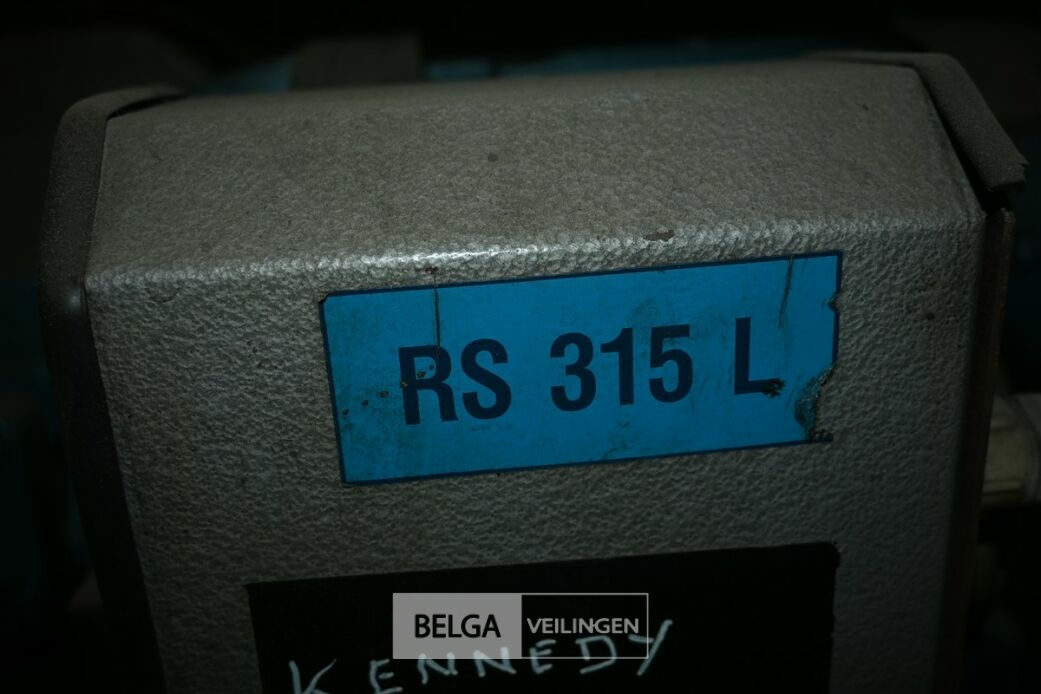 RS 315 L
BELGA VEILINGEN
KENNEDY